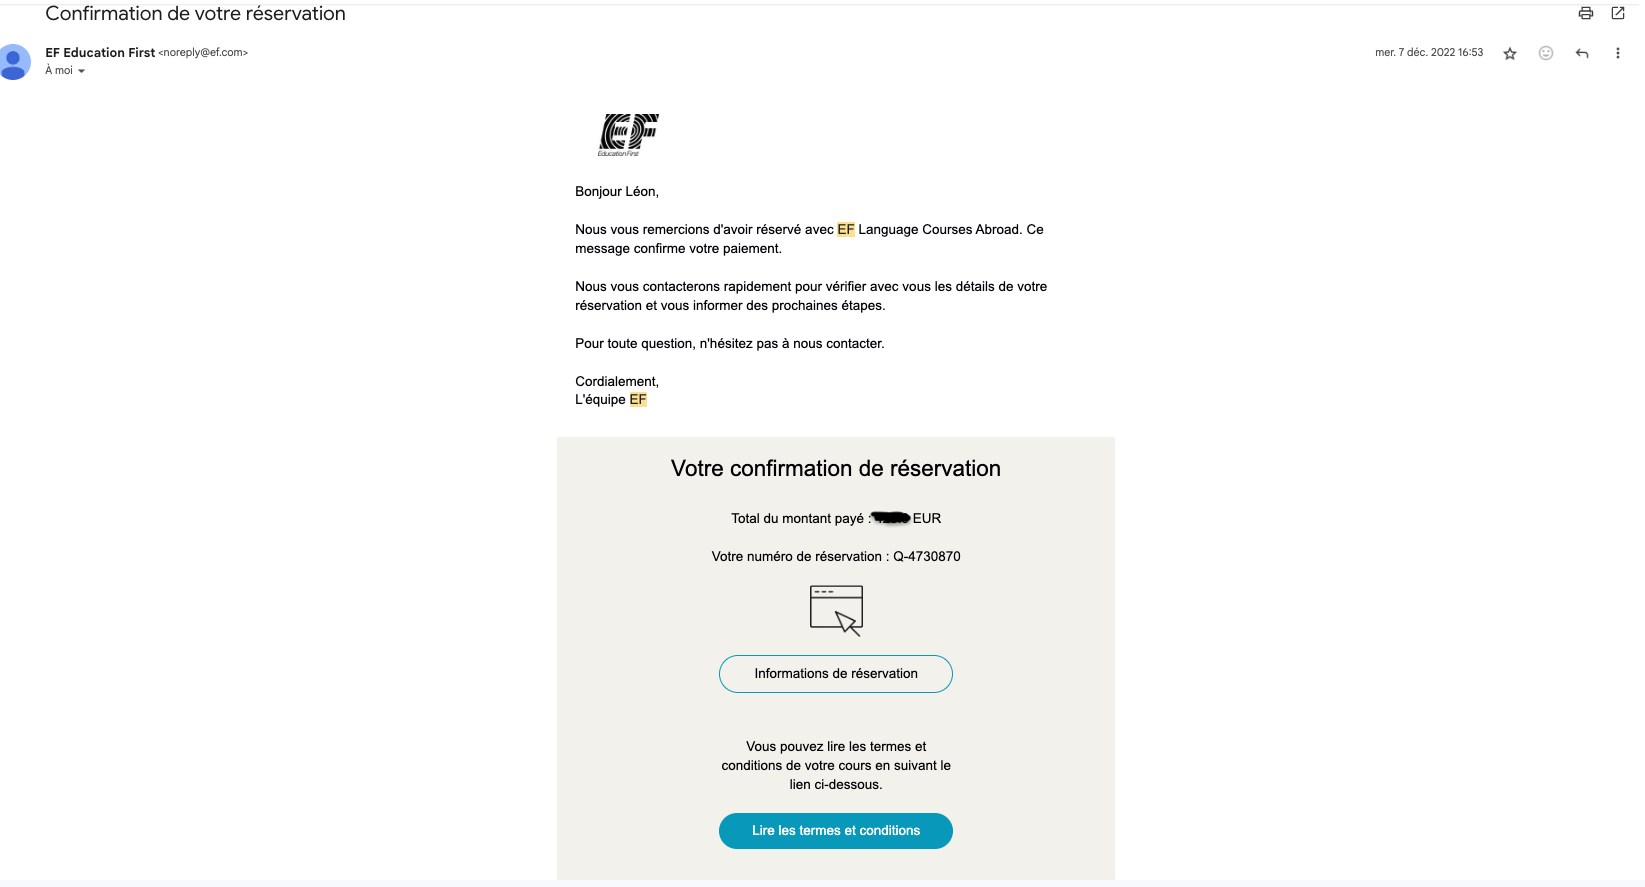 Confirmation de votre réservation
EF Education First <noreply@ef.com>
mer. 7 déc. 2022 16:53
À moi
EF
Education First
Bonjour Léon,
Nous vous remercions d'avoir réservé avec EF Language Courses Abroad. Ce
message confirme votre paiement.
Nous vous contacterons rapidement pour vérifier avec vous les détails de votre
réservation et vous informer des prochaines étapes.
Pour toute question, n'hésitez pas à nous contacter.
Cordialement,
L'équipe EF
Votre confirmation de réservation
Total du montant payé : EUR
Votre numéro de réservation : Q-4730870
Informations de réservation
Vous pouvez lire les termes et
conditions de votre cours en suivant le
lien ci-dessous.
Lire les termes et conditions